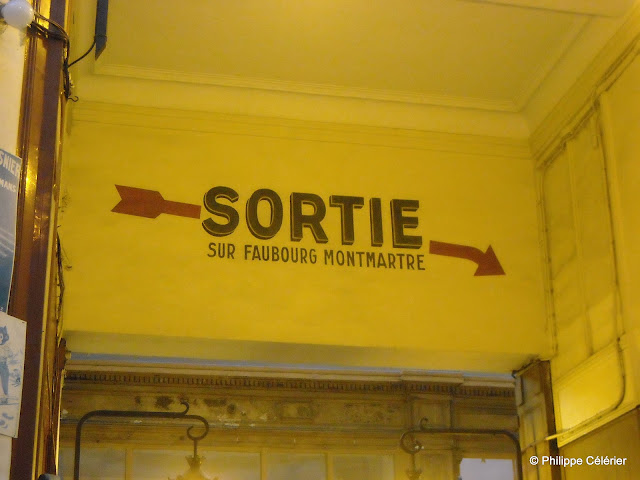 SORTIE
SUR FAUBOURG MONTMARTRE
© Philippe Célérier